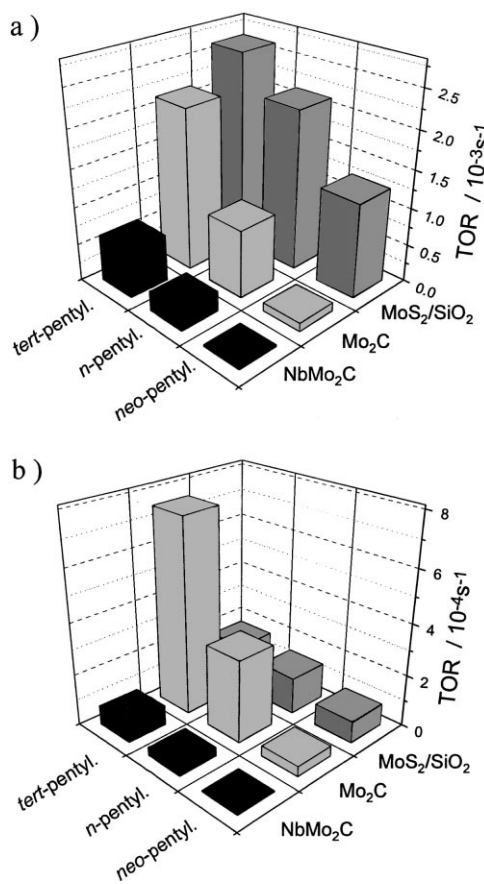 a )
2.5
2.0
1.5
1.0
0.5
0.0
TOR / 10-3s-1
tert-pentyl.
n-pentyl.
neo-pentyl.
MoS2/SiO2
Mo2C
NbMo2C
b )
8
6
4
2
0
TOR / 10-4s-1
tert-pentyl.
n-pentyl.
neo-pentyl.
MoS2/SiO2
Mo2C
NbMo2C